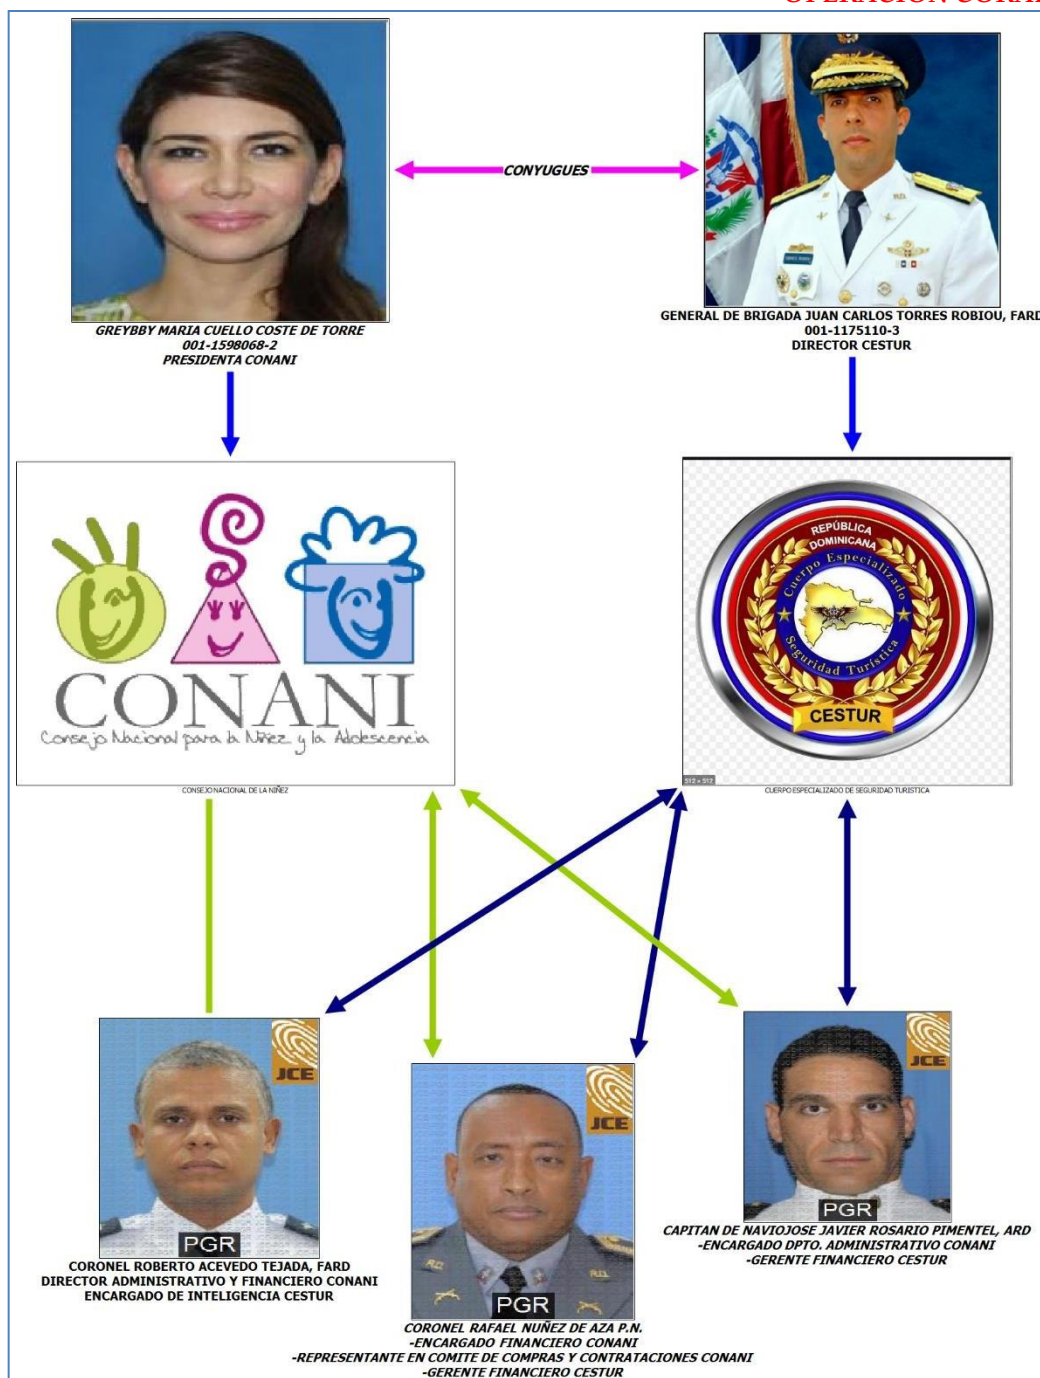 OPERACIÓN CORAL
CONYUGUES
GREYBBY MARIA CUELLO COSTE DE TORRE
001-1598068-2
PRESIDENTA CONANI
GENERAL DE BRIGADA JUAN CARLOS TORRES ROBIOU, FARD
001-1175110-3
DIRECTOR CESTUR
CONANI
Consejo Nacional para la Niñez y la Adolescencia
CONSEJO NACIONAL DE LA NIÑEZ
REPÚBLICA
DOMINICANA
Cuerpo Especializado
Seguridad Turística
CESTUR
512 × 512
CUERPO ESPECIALIZADO DE SEGURIDAD TURISTICA
JCE
PGR
CORONEL ROBERTO ACEVEDO TEJADA, FARD
DIRECTOR ADMINISTRATIVO Y FINANCIERO CONANI
ENCARGADO DE INTELIGENCIA CESTUR
JCE
R.D.
R.D.
PGR
CORONEL RAFAEL NUÑEZ DE AZA P.N.
-ENCARGADO FINANCIERO CONANI
-REPRESENTANTE EN COMITE DE COMPRAS Y CONTRATACIONES CONANI
-GERENTE FINANCIERO CESTUR
JCE
PGR
CAPITAN DE NAVIOJOSE JAVIER ROSARIO PIMENTEL, ARD
-ENCARGADO DPTO. ADMINISTRATIVO CONANI
-GERENTE FINANCIERO CESTUR